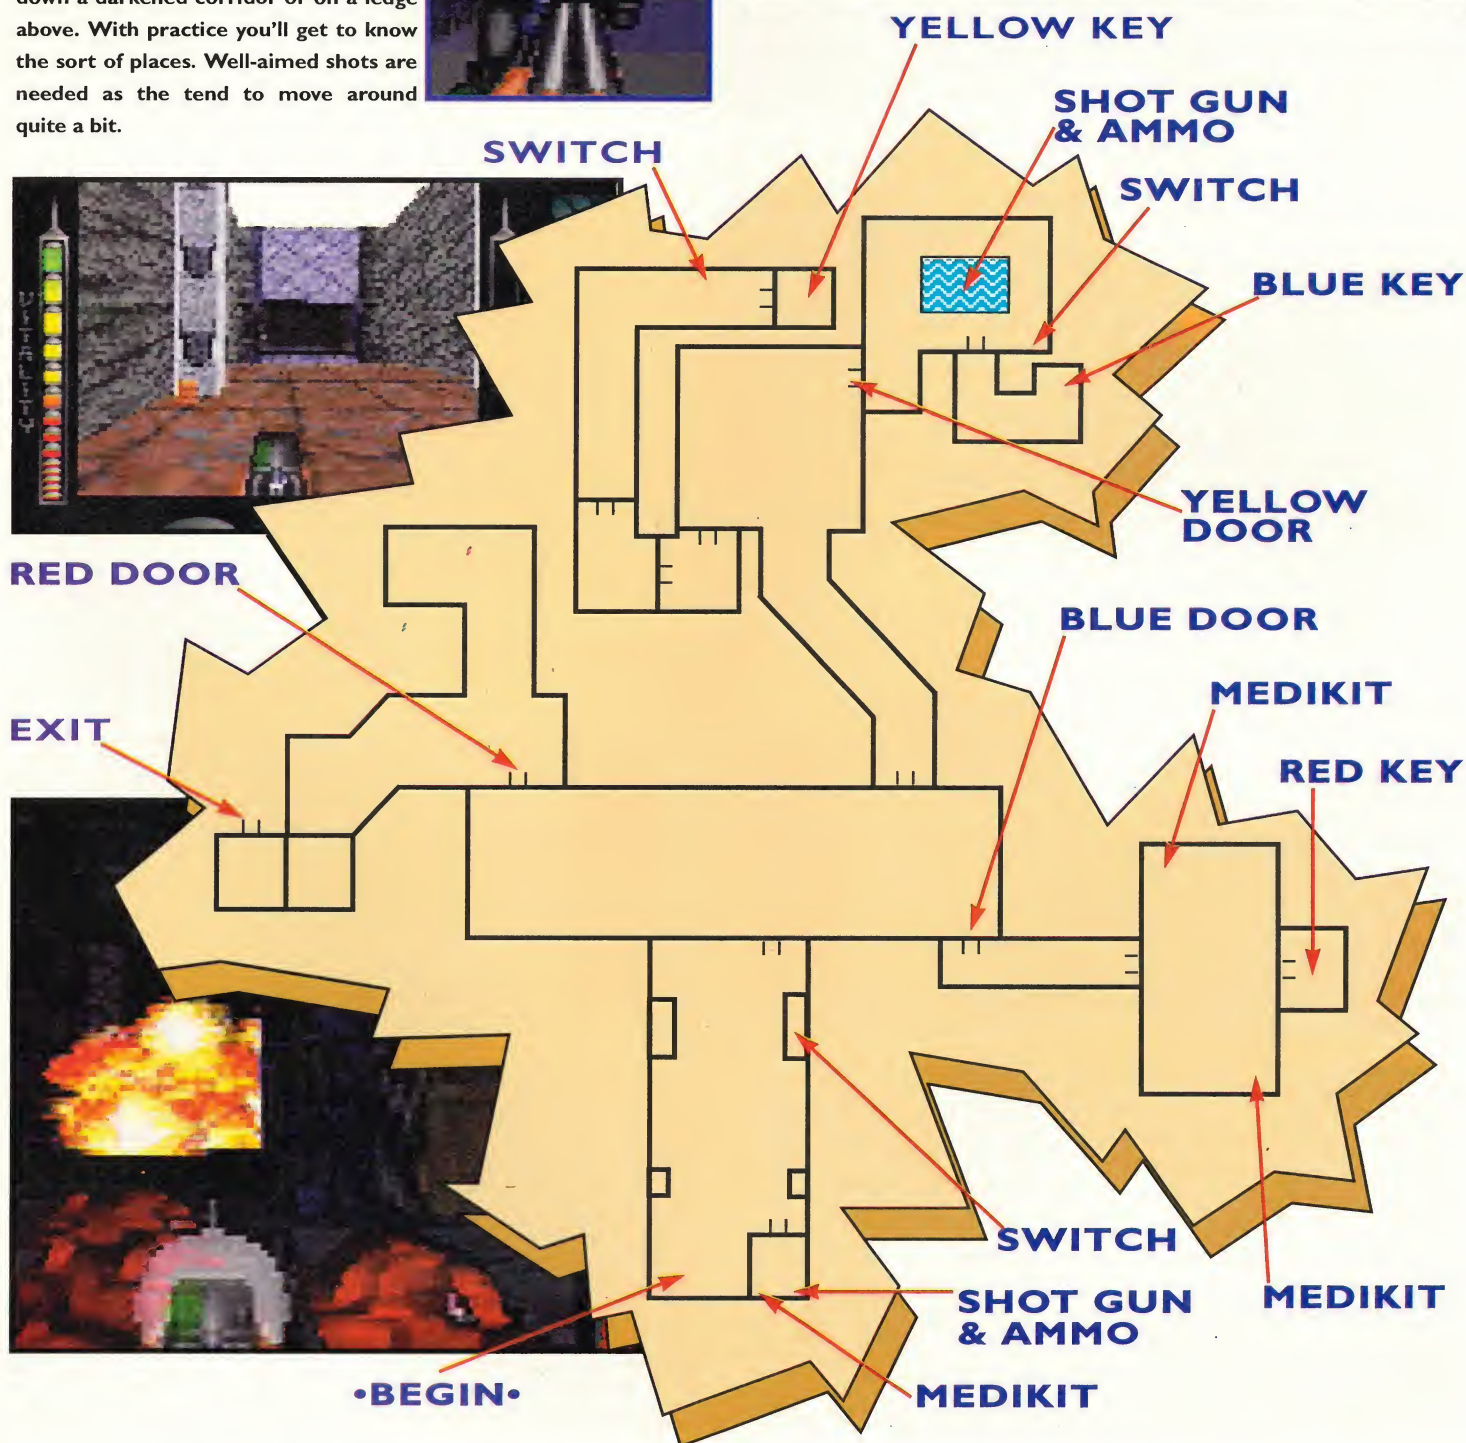 above. With practice you'll get to know
the sort of places. Well-aimed shots are
needed as the tend to move around
quite a bit.
YELLOW KEY
SHOT GUN
& AMMO
SWITCH
SWITCH
BLUE KEY
VITALITY
YELLOW
DOOR
RED DOOR
BLUE DOOR
MEDIKIT
EXIT
RED KEY
SWITCH
SHOT GUN
& AMMO
MEDIKIT
•BEGIN•
MEDIKIT